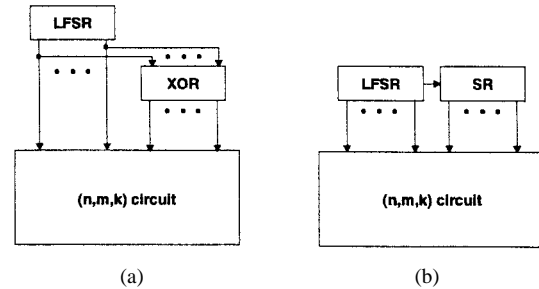 LFSR
XOR
(n,m,k) circuit
(a)
LFSR
SR
(n,m,k) circuit
(b)